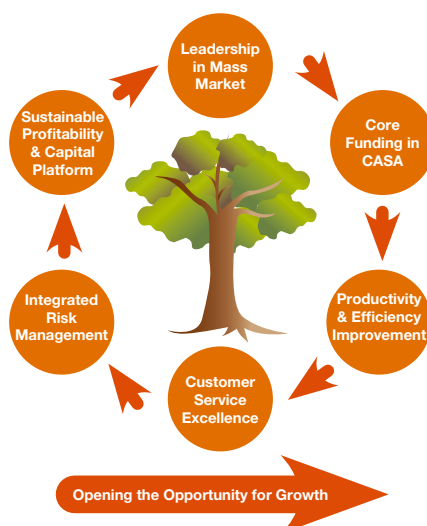 Leadership
in Mass
Market
Core
Funding in
CASA
Productivity
& Efficiency
Improvement
Customer
Service
Excellence
Integrated
Risk
Management
Sustainable
Profitability
& Capital
Platform
Opening the Opportunity for Growth